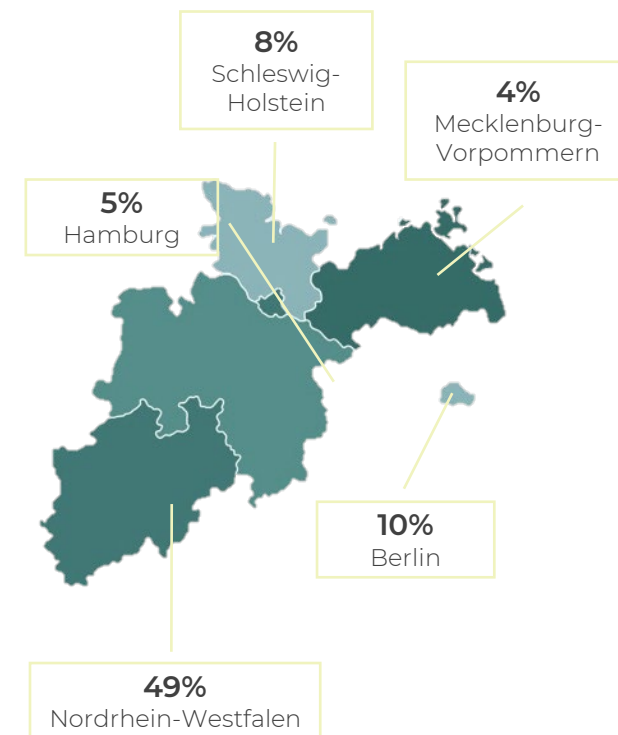 8%
Schleswig-
Holstein
4%
Mecklenburg-
Vorpommern
5%
Hamburg
10%
Berlin
49%
Nordrhein-Westfalen